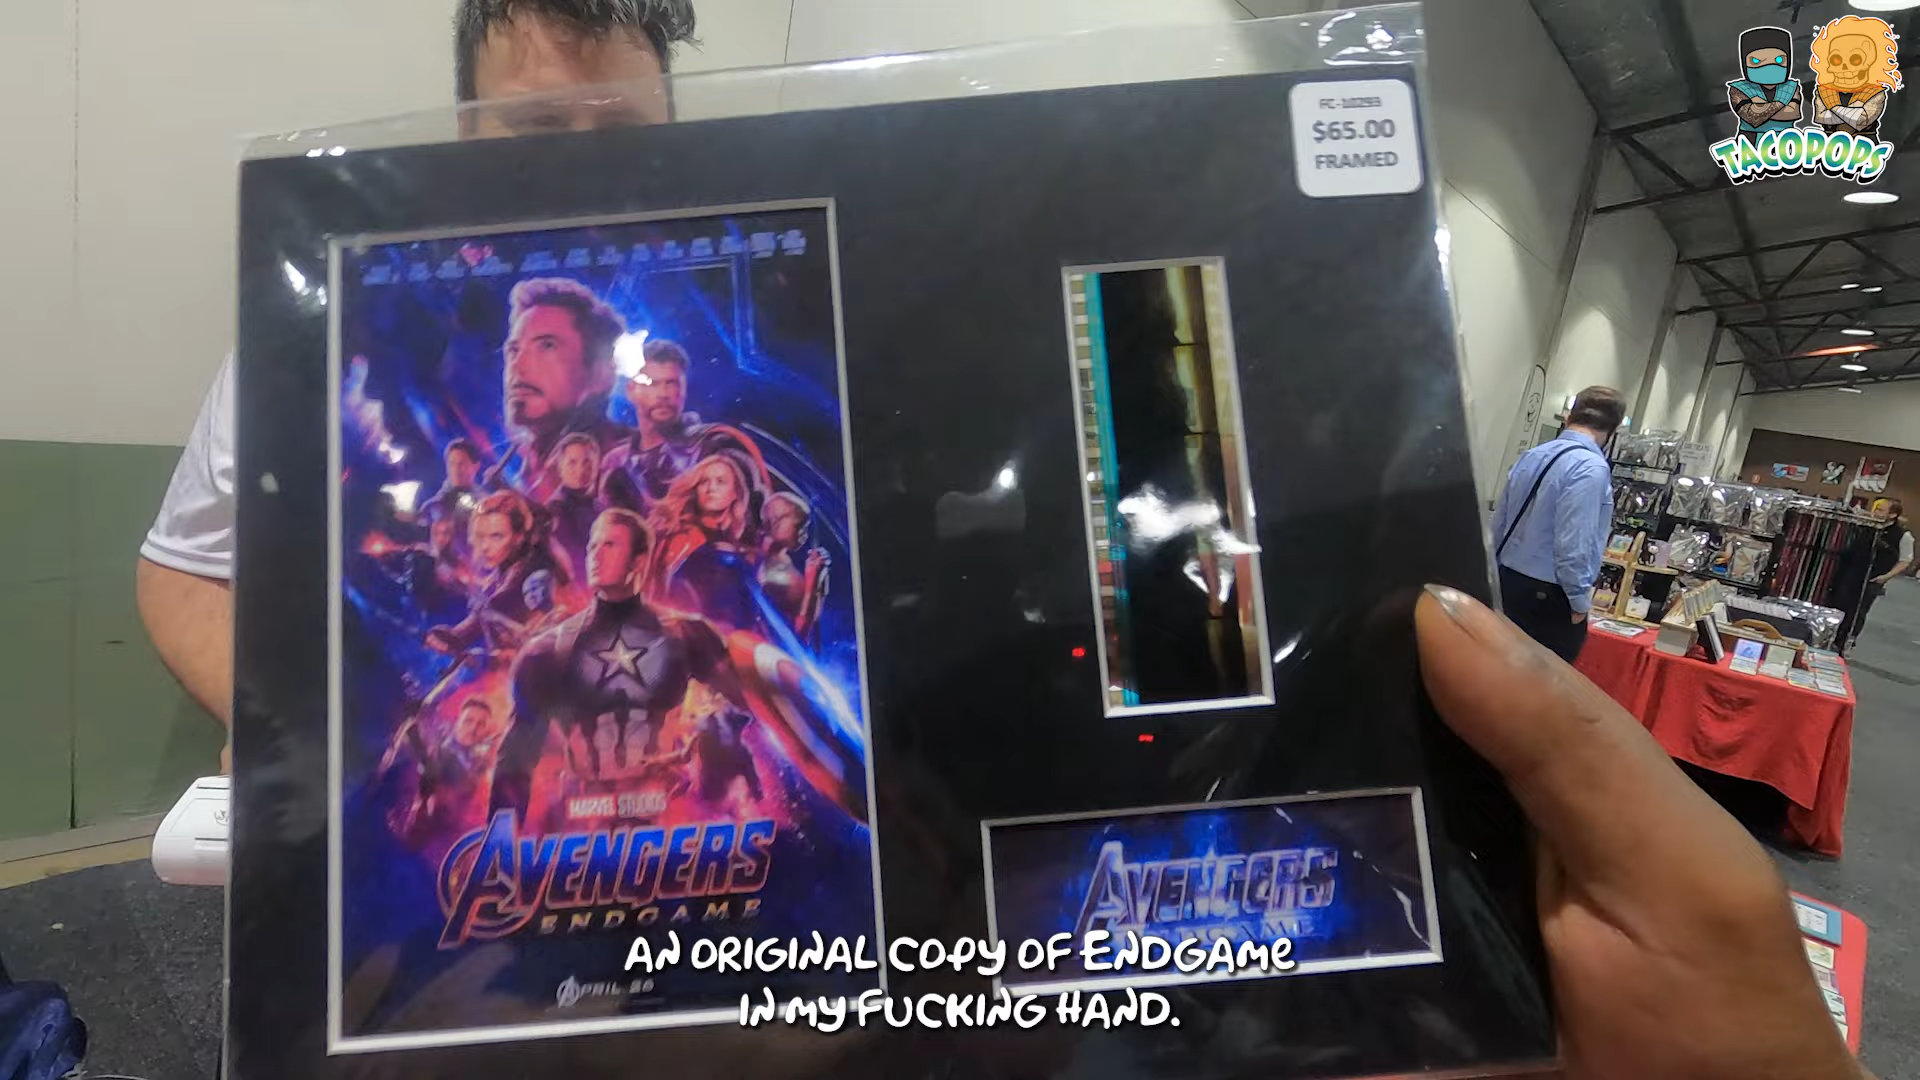 TACOPOPS
FC-10293
$65.00
FRAMED
MARVEL STUDIOS
AVENGERS
ENDGAME
APRIL 26
AVENGERS
AN ORIGINAL COPY OF ENDGAME
IN MY FUCKING HAND.